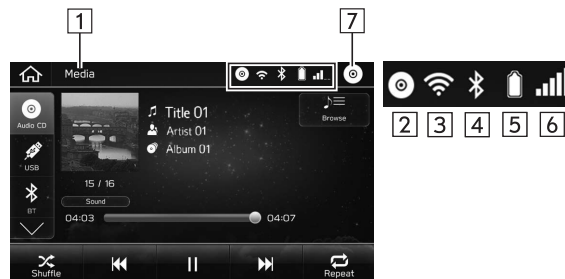 1
7
Media
2 3 4 5 6
Audio CD
USB
BT
Title 01
Artist 01
Álbum 01
Browse
15 / 16
Sound
04:03
04:07
Shuffle
Repeat